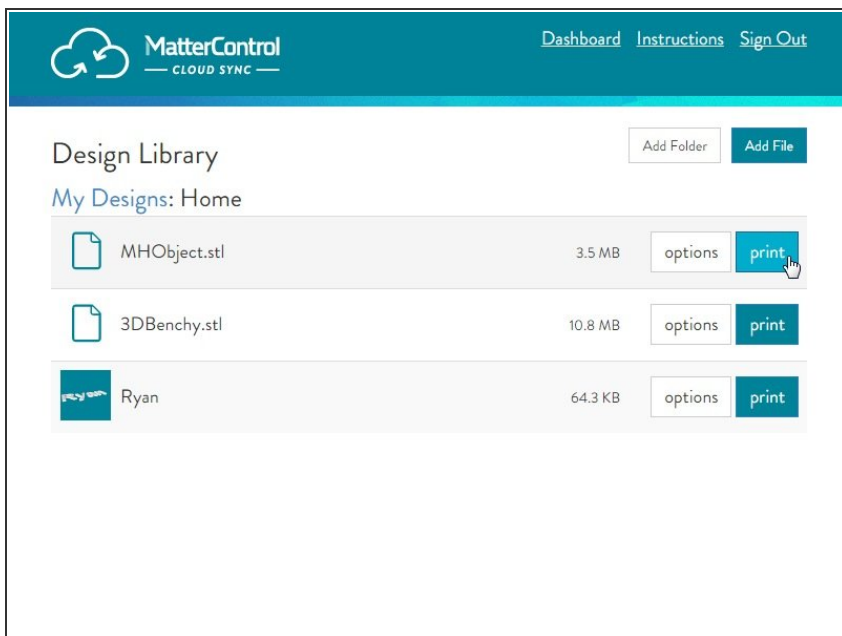 MatterControl
CLOUD SYNC
Dashboard Instructions Sign Out
Design Library
Add Folder Add File
My Designs: Home
MHObject.stl 3.5 MB options print
3DBenchy.stl 10.8 MB options print
Ryan Ryan 64.3 KB options print